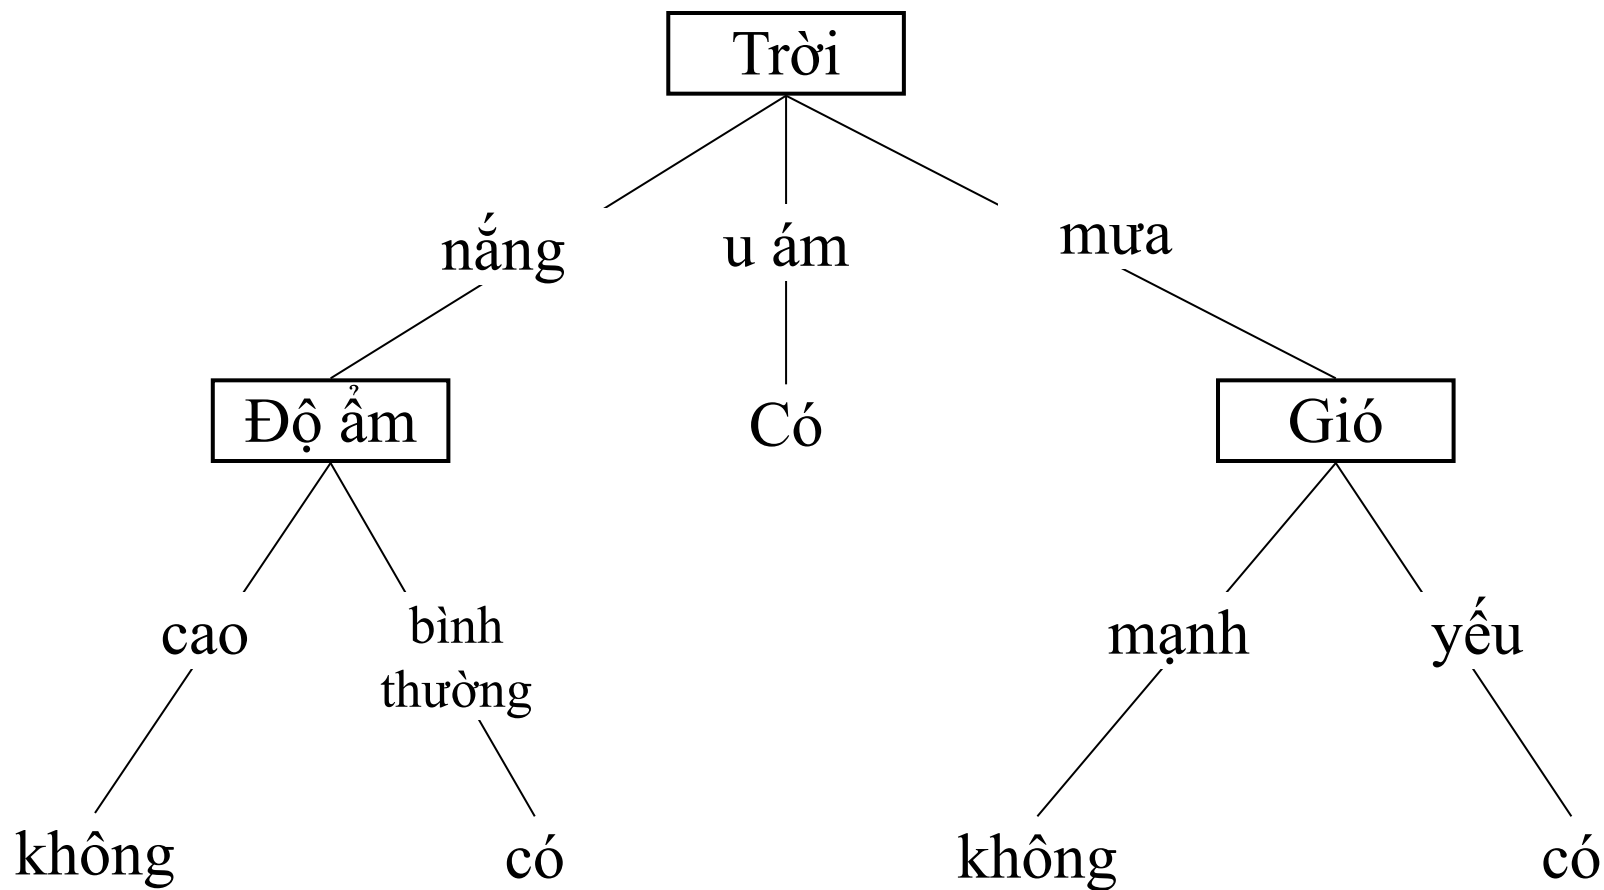 Trời
nắng
u ám
mưa
Độ ẩm
Có
Gió
cao
bình
thường
mạnh
yếu
không
có
không
có